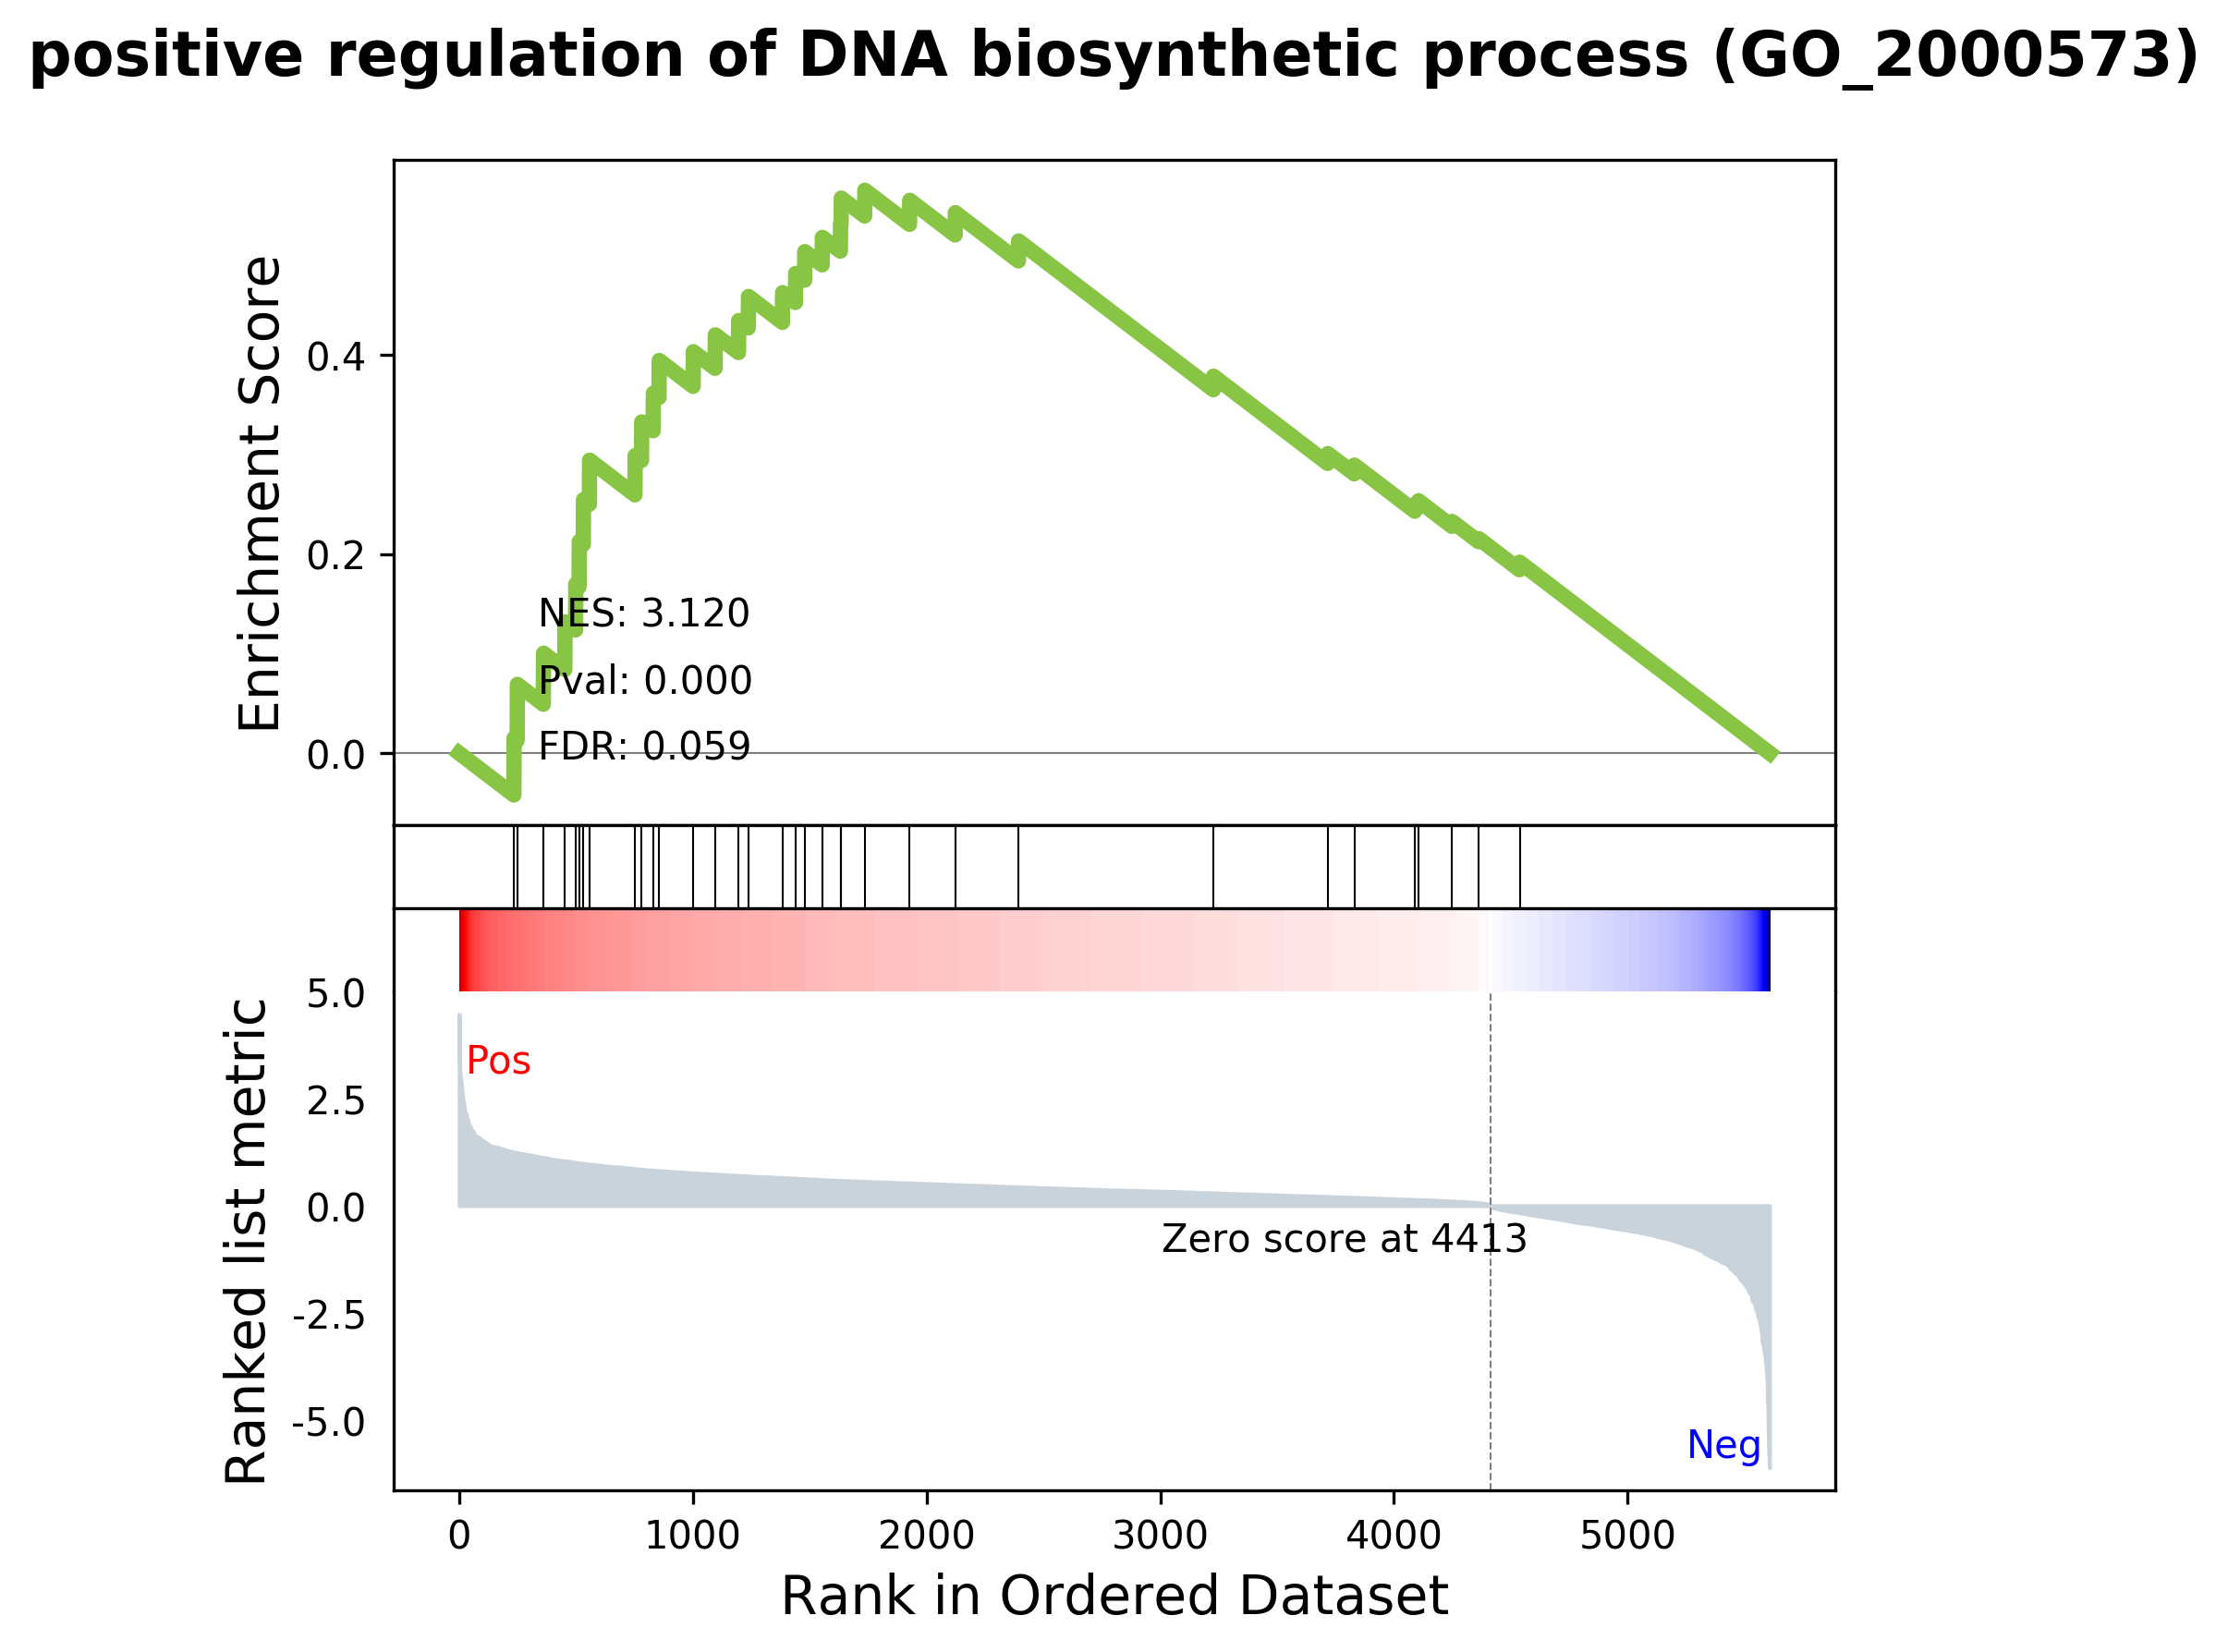 positive regulation of DNA biosynthetic process (GO_2000573)
Enrichment Score
0.4
0.2
0.0
NES: 3.120
Pval: 0.000
FDR: 0.059
Ranked list metric
5.0
2.5
0.0
-2.5
-5.0
Pos
Zero score at 4413
Neg
0 1000 2000 3000 4000 5000
Rank in Ordered Dataset